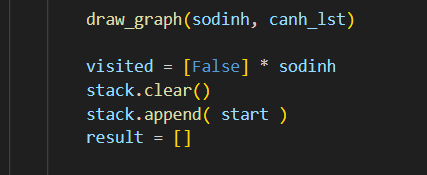 draw_graph(sodinh, canh_lst)
visited = [False] * sodinh
stack.clear()
stack.append( start )
result = []